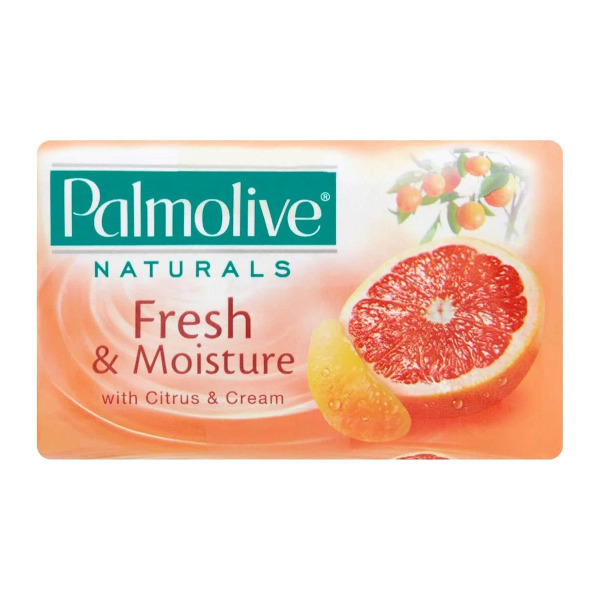 Palmolive®
NATURALS
Fresh
& Moisture
with Citrus & Cream